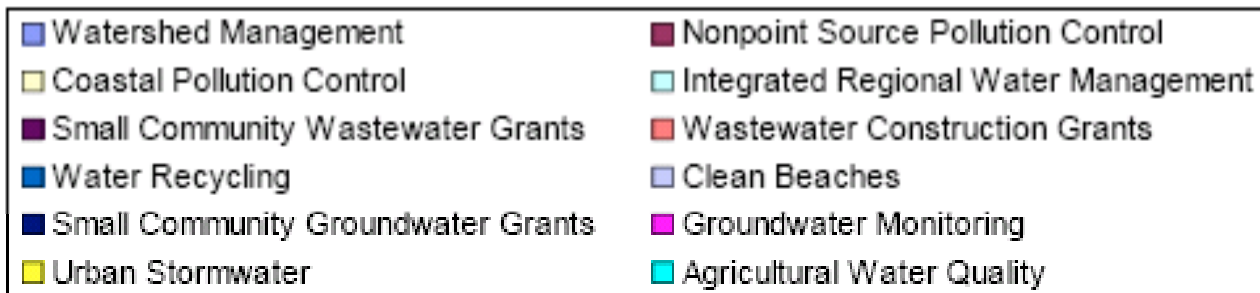 Watershed Management
Nonpoint Source Pollution Control
Coastal Pollution Control
Integrated Regional Water Management
Small Community Wastewater Grants
Wastewater Construction Grants
Water Recycling
Clean Beaches
Small Community Groundwater Grants
Groundwater Monitoring
Urban Stormwater
Agricultural Water Quality